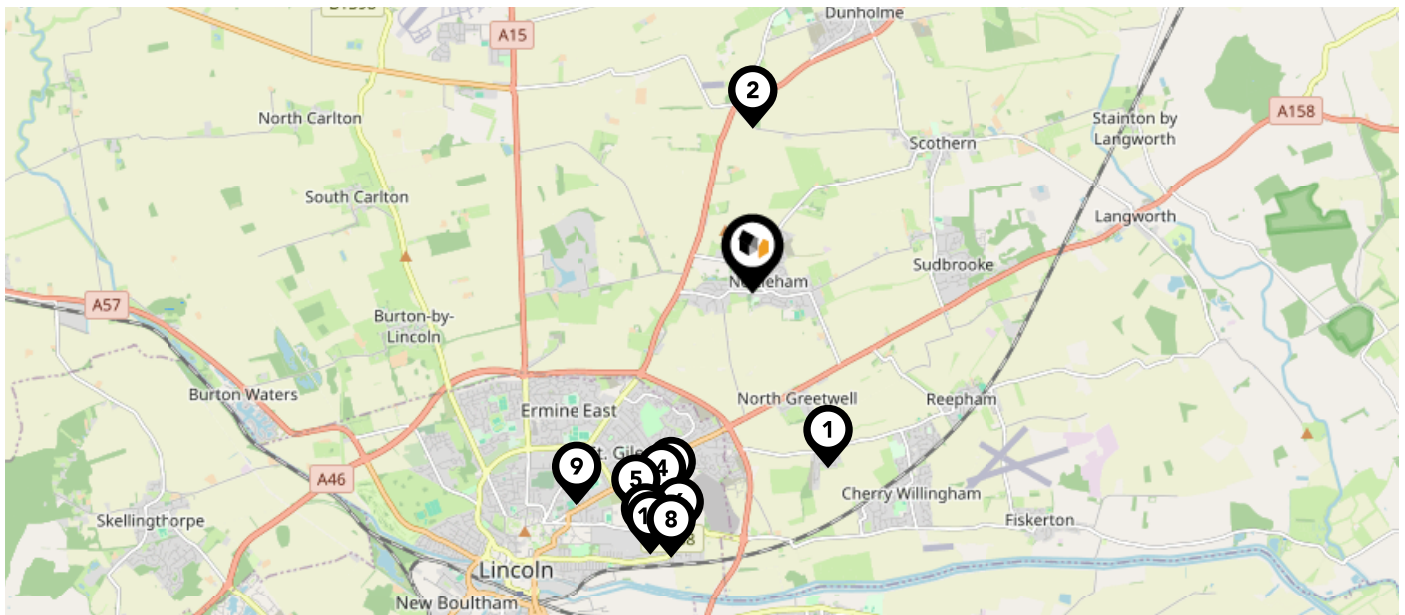 Dunholme
A15
2
North Carlton
A158
Stainton by
Langworth
Scothern
South Carlton
Langworth
Sudbrooke
A57
Burton-by-
Lincoln
Burton Waters
North Greetwell
Reepham
Ermine East
1
9
4
5
A46
Cherry Willingham
Skellingthorpe
8
Fiskerton
Lincoln
New Boultham